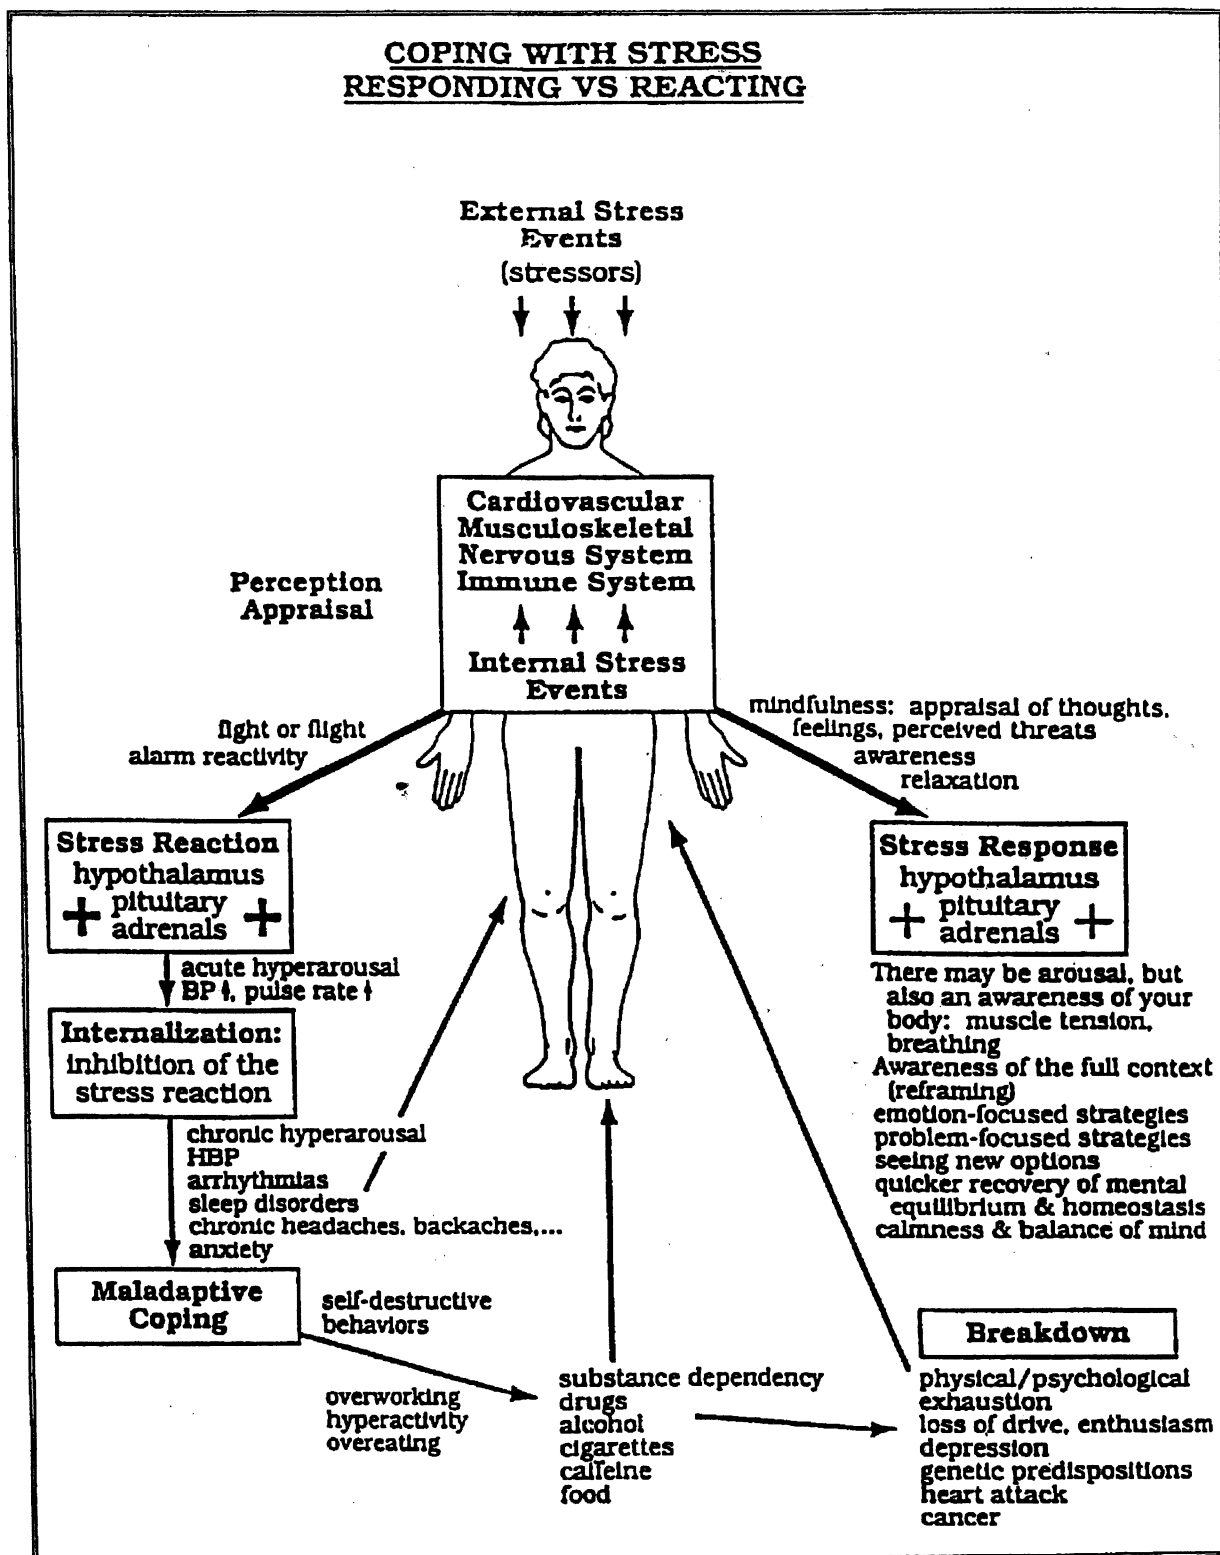 COPING WITH STRESS
RESPONDING VS REACTING
External Stress
Events
(stressors)
Cardiovascular
Musculoskeletal
Nervous System
Immune System
Internal Stress
Events
Perception
Appraisal
fight or flight
alarm reactivity
mindfulness: appraisal of thoughts,
feelings, perceived threats
awareness
relaxation
Stress Reaction
hypothalamus
+ pituitary +
adrenals
acute hyperarousal
BP↑, pulse rate↑
Internalization:
inhibition of the
stress reaction
chronic hyperarousal
HBP
arrhythmias
sleep disorders
chronic headaches, backaches,...
anxiety
Maladaptive
Coping
self-destructive
behaviors
overworking
hyperactivity
overeating
substance dependency
drugs
alcohol
cigarettes
caffeine
food
Stress Response
hypothalamus
+ pituitary +
adrenals
There may be arousal, but
also an awareness of your
body: muscle tension,
breathing
Awareness of the full context
(reframing)
emotion-focused strategies
problem-focused strategies
seeing new options
quicker recovery of mental
equilibrium & homeostasis
calmness & balance of mind
Breakdown
physical/psychological
exhaustion
loss of drive, enthusiasm
depression
genetic predispositions
heart attack
cancer